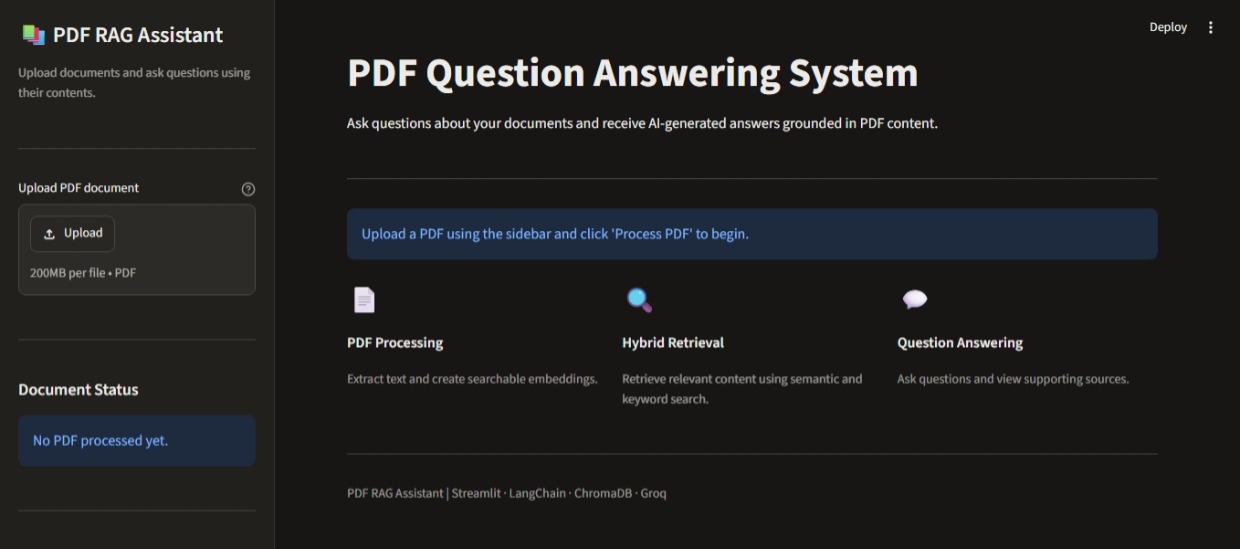 PDF RAG Assistant
Upload documents and ask questions using
their contents.
Upload PDF document
Upload
200MB per file • PDF
Document Status
No PDF processed yet.
Deploy
PDF Question Answering System
Ask questions about your documents and receive AI-generated answers grounded in PDF content.
Upload a PDF using the sidebar and click 'Process PDF' to begin.
PDF Processing
Extract text and create searchable embeddings.
Hybrid Retrieval
Retrieve relevant content using semantic and
keyword search.
Question Answering
Ask questions and view supporting sources.
PDF RAG Assistant | Streamlit · LangChain · ChromaDB · Groq